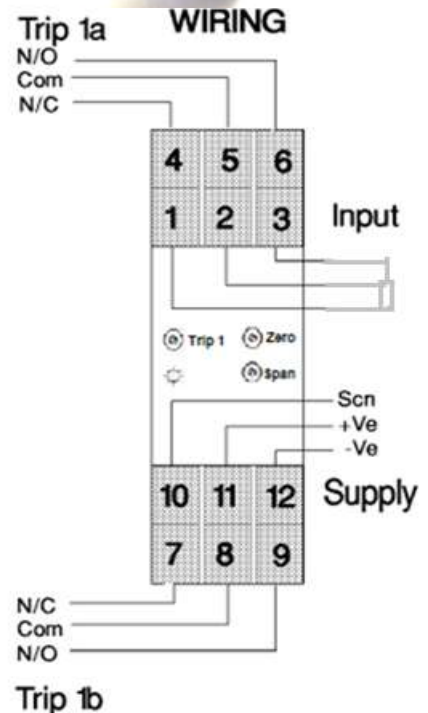 WIRING
Trip 1a
N/O
Com
N/C
4 5 6
1 2 3
Input
Trip 1 Zero
Span
Scn
+Ve
-Ve
10 11 12
Supply
7 8 9
N/C
Com
N/O
Trip 1b